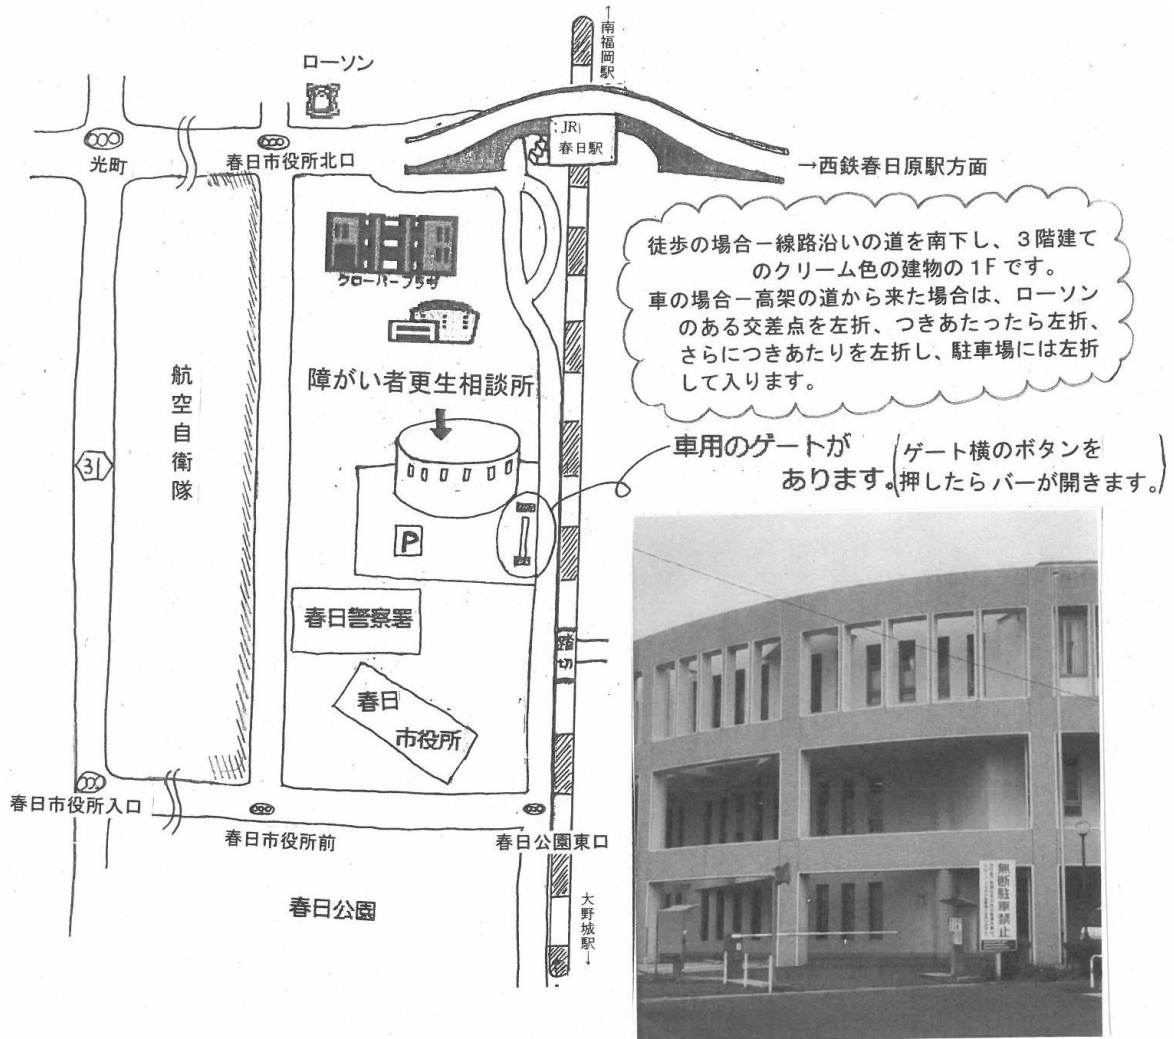 ↑南福岡駅
ローソン
JR
春日駅
光町
春日市役所北口
→西鉄春日原駅方面
徒歩の場合－線路沿いの道を南下し、３階建て
のクリーム色の建物の１Fです。
車の場合－高架の道から来た場合は、ローソン
のある交差点を左折、つきあたったら左折、
さらにつきあたりを左折し、駐車場には左折
して入ります。
クローバープラザ
航空自衛隊
障がい者更生相談所
31
車用のゲートが
あります。
(ゲート横のボタンを
押したらバーが開きます。)
P
春日警察署
踏切
春日
市役所
春日市役所入口
春日市役所前
春日公園東口
春日公園
大野城駅↓
無断駐車禁止